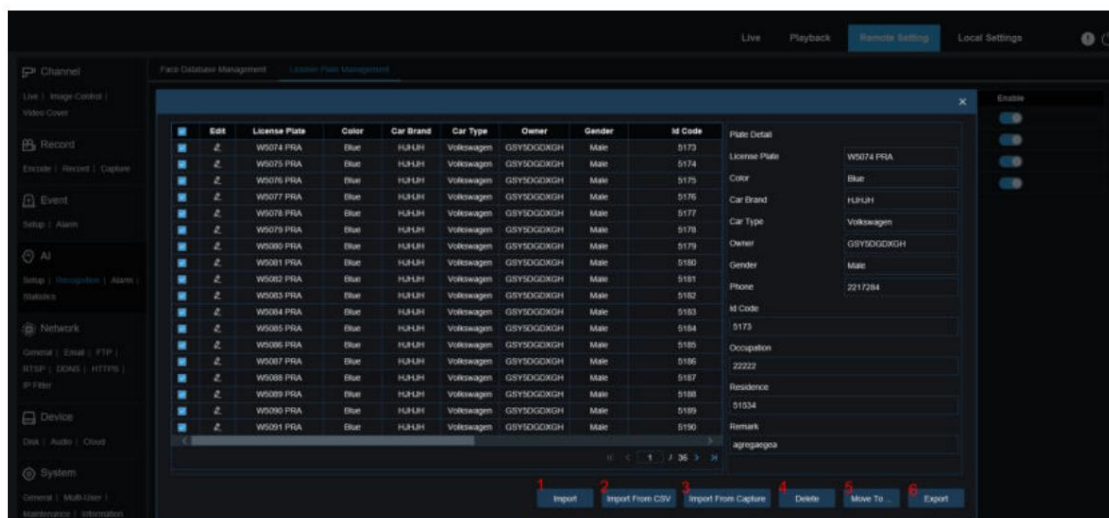 Live Playback Remote Setting Local Settings
Channel
Live | Image Control |
Video Cover
Record
Encode | Record | Capture
Event
Setup | Alarm
AI
Setup | Recognition | Alarm |
Statistics
Network
General | Email | FTP |
RTSP | DDNS | HTTPS |
IP Filter
Device
Disk | Audio | Cloud
System
General | Multi-User |
Maintenance | Information
Face Database Management License Plate Management
Enable
Edit License Plate Color Car Brand Car Type Owner Gender Id Code
W5074 PRA Blue HJHJH Volkswagen GSY5DGDXGH Male 5173
W5075 PRA Blue HJHJH Volkswagen GSY5DGDXGH Male 5174
W5076 PRA Blue HJHJH Volkswagen GSY5DGDXGH Male 5175
W5077 PRA Blue HJHJH Volkswagen GSY5DGDXGH Male 5176
W5078 PRA Blue HJHJH Volkswagen GSY5DGDXGH Male 5177
W5079 PRA Blue HJHJH Volkswagen GSY5DGDXGH Male 5178
W5080 PRA Blue HJHJH Volkswagen GSY5DGDXGH Male 5179
W5081 PRA Blue HJHJH Volkswagen GSY5DGDXGH Male 5180
W5082 PRA Blue HJHJH Volkswagen GSY5DGDXGH Male 5181
W5083 PRA Blue HJHJH Volkswagen GSY5DGDXGH Male 5182
W5084 PRA Blue HJHJH Volkswagen GSY5DGDXGH Male 5183
W5085 PRA Blue HJHJH Volkswagen GSY5DGDXGH Male 5184
W5086 PRA Blue HJHJH Volkswagen GSY5DGDXGH Male 5185
W5087 PRA Blue HJHJH Volkswagen GSY5DGDXGH Male 5186
W5088 PRA Blue HJHJH Volkswagen GSY5DGDXGH Male 5187
W5089 PRA Blue HJHJH Volkswagen GSY5DGDXGH Male 5188
W5090 PRA Blue HJHJH Volkswagen GSY5DGDXGH Male 5189
W5091 PRA Blue HJHJH Volkswagen GSY5DGDXGH Male 5190
1 / 36
Plate Detail
License Plate W5074 PRA
Color Blue
Car Brand HJHJH
Car Type Volkswagen
Owner GSY5DGDXGH
Gender Male
Phone 2217284
Id Code
5173
Occupation
22222
Residence
51534
Remark
agregaegea
1 Import 2 Import From CSV 3 Import From Capture 4 Delete 5 Move To ... 6 Export